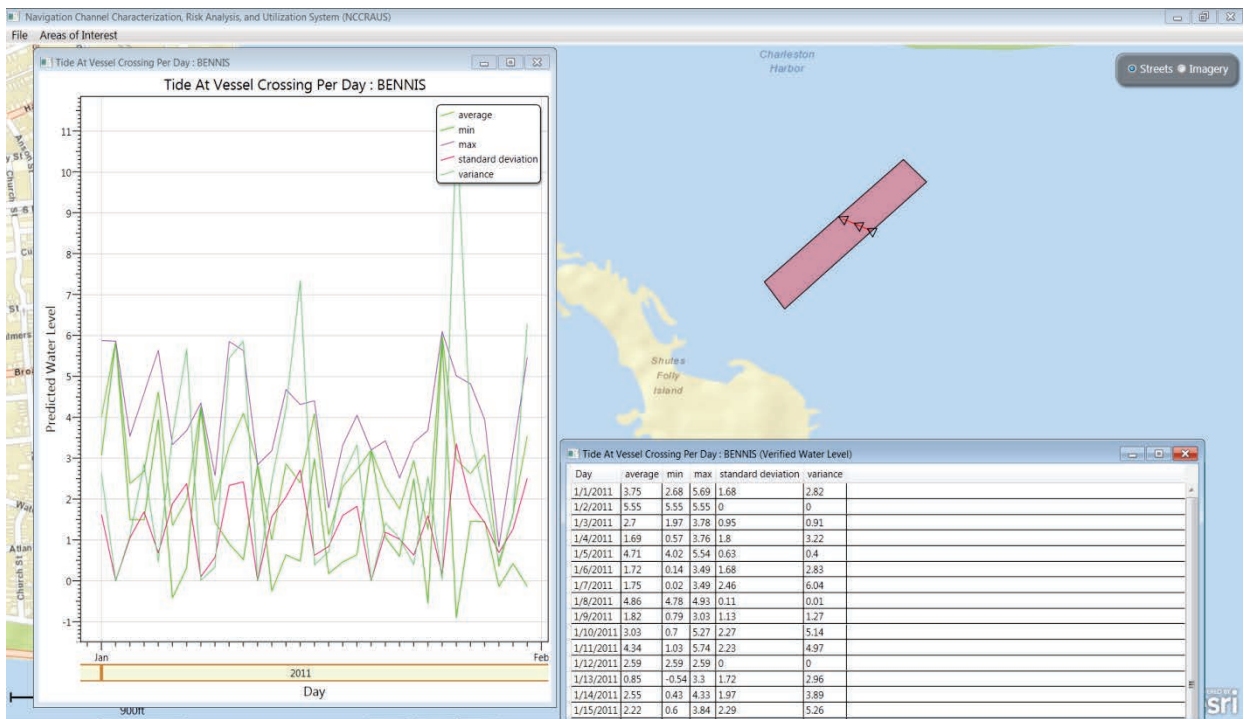 Navigation Channel Characterization, Risk Analysis, and Utilization System (NCCRAUS)
File Areas of Interest
Tide At Vessel Crossing Per Day : BENNIS
Tide At Vessel Crossing Per Day : BENNIS
average
min
max
standard deviation
variance
11
10
9
8
7
6
5
4
3
2
1
0
-1
Predicted Water Level
Jan Feb
2011
Day
Church St
Anson
Church St
Atlan
900ft
Charleston
Harbor
Streets Imagery
Shutes
Folly
Island
Tide At Vessel Crossing Per Day : BENNIS (Verified Water Level)
Day average min max standard deviation variance
1/1/2011 3.75 2.68 5.69 1.68 2.82
1/2/2011 5.55 5.55 5.55 0 0
1/3/2011 2.7 1.97 3.78 0.95 0.91
1/4/2011 1.69 0.57 3.76 1.8 3.22
1/5/2011 4.71 4.02 5.54 0.63 0.4
1/6/2011 1.72 0.14 3.49 1.68 2.83
1/7/2011 1.75 0.02 3.49 2.46 6.04
1/8/2011 4.86 4.78 4.93 0.11 0.01
1/9/2011 1.82 0.79 3.03 1.13 1.27
1/10/2011 3.03 0.7 5.27 2.27 5.14
1/11/2011 4.34 1.03 5.74 2.23 4.97
1/12/2011 2.59 2.59 2.59 0 0
1/13/2011 0.85 -0.54 3.3 1.72 2.96
1/14/2011 2.55 0.43 4.33 1.97 3.89
1/15/2011 2.22 0.6 3.84 2.29 5.26
sri